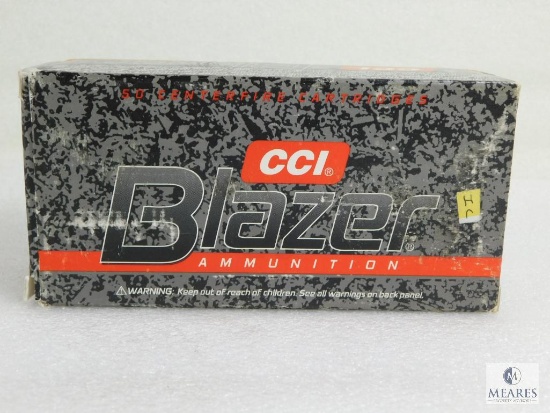 50 CENTERFIRE CARTRIDGES
CCI®
Blazer®
AMMUNITION
⚠WARNING: Keep out of reach of children. See all warnings on back panel.
MEARES